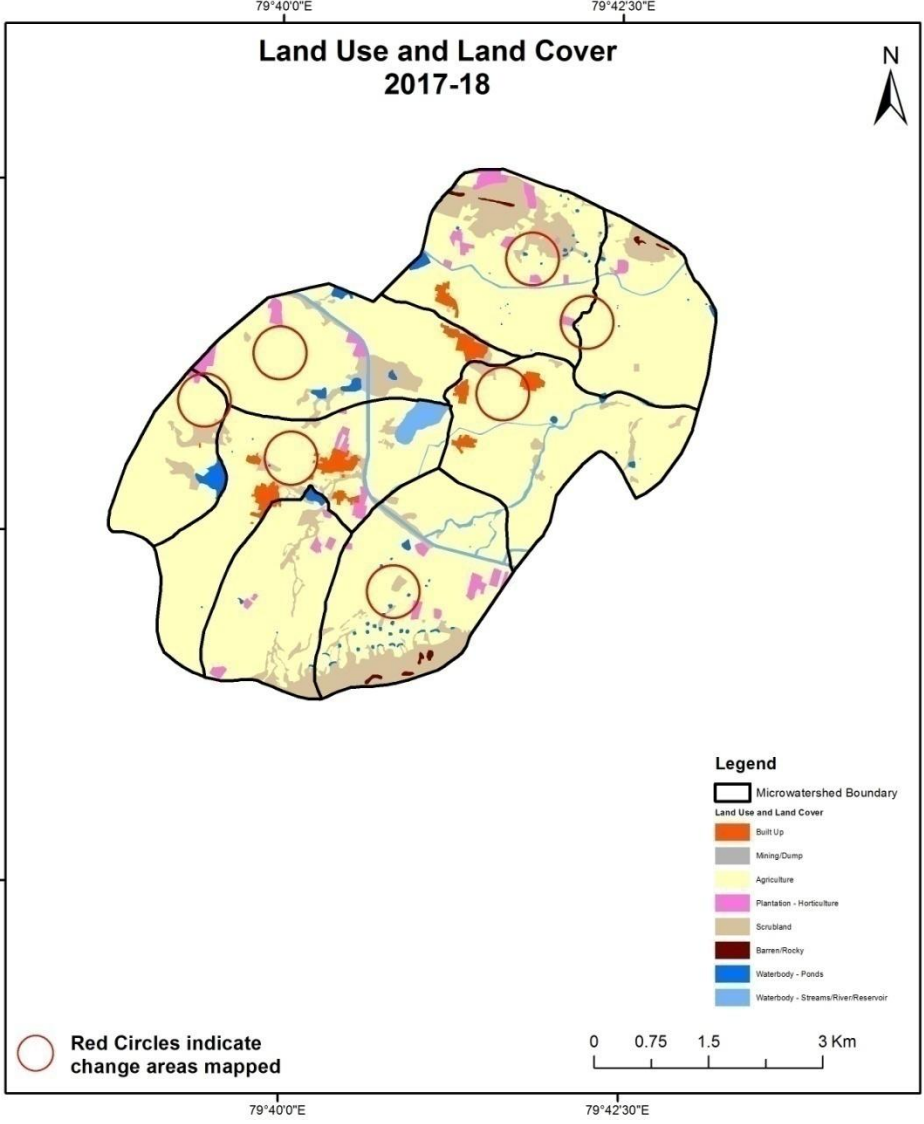 79°40'0"E
79°42'30"E
Land Use and Land Cover
2017-18
N
Legend
Microwatershed Boundary
Land Use and Land Cover
Built Up
Mining/Dump
Agriculture
Plantation - Horticulture
Scrubland
Barren/Rocky
Waterbody - Ponds
Waterbody - Streams/River/Reservoir
Red Circles indicate
change areas mapped
0 0.75 1.5 3 Km
79°40'0"E
79°42'30"E